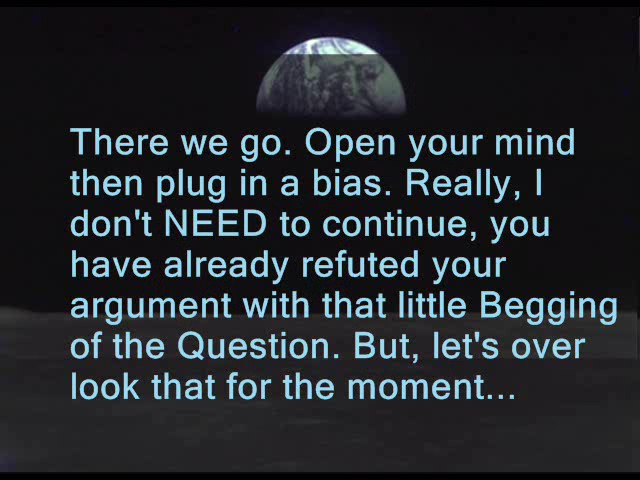 There we go. Open your mind
then plug in a bias. Really, I
don't NEED to continue, you
have already refuted your
argument with that little Begging
of the Question. But, let's over
look that for the moment...